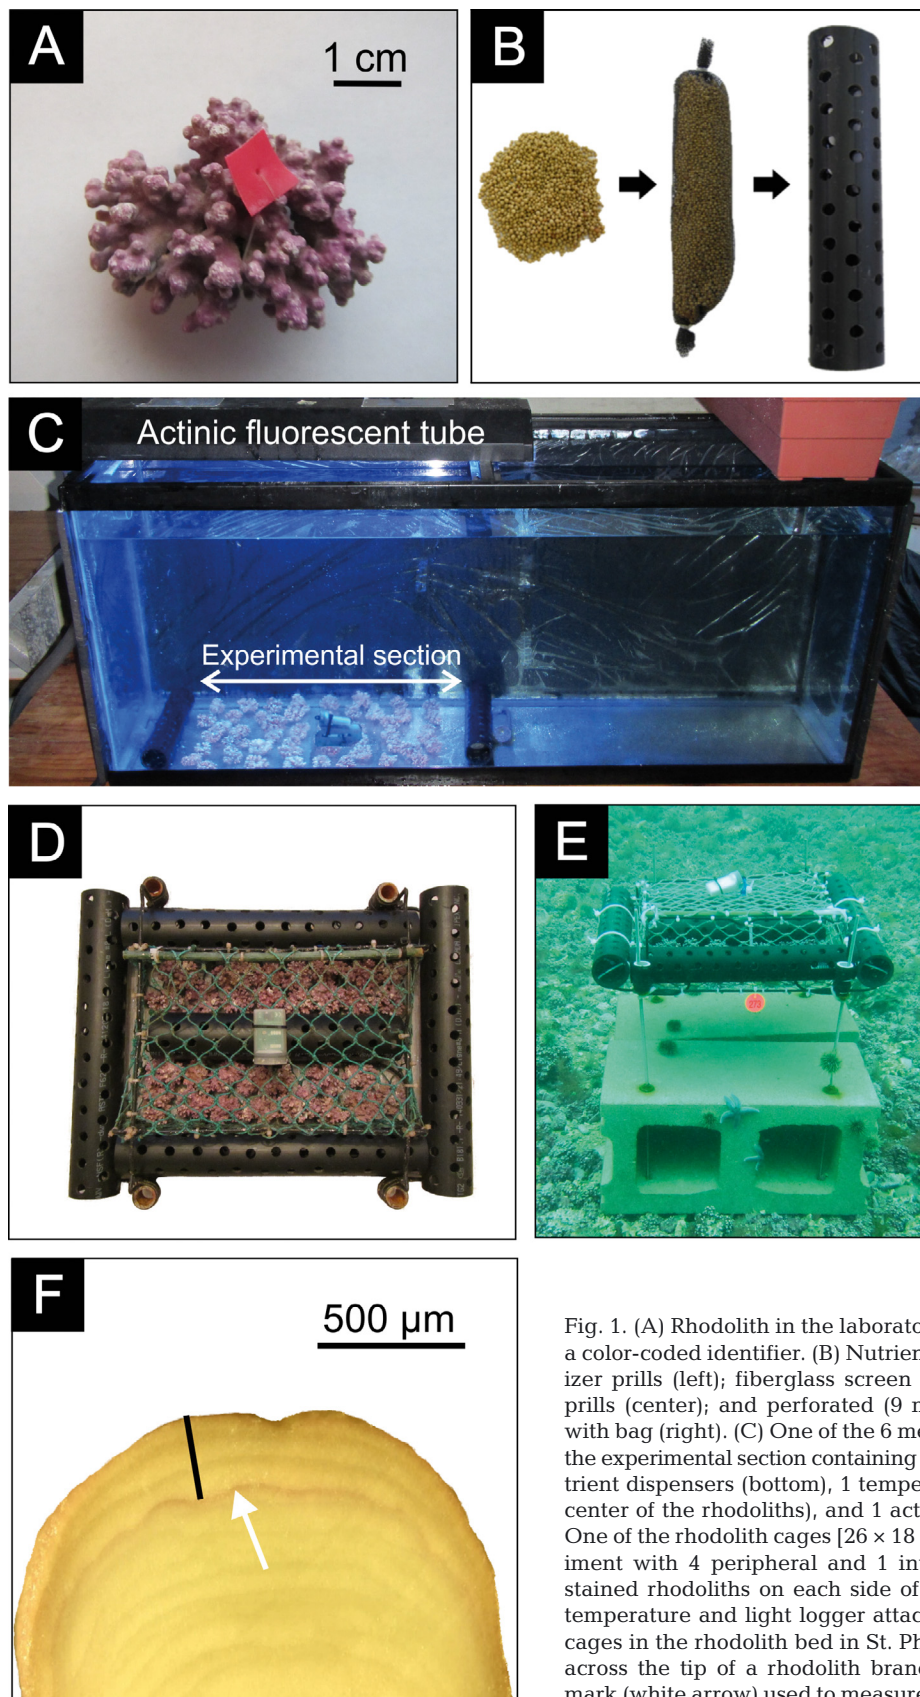 A
1 cm
B
C
Actinic fluorescent tube
Experimental section
D
E
273
F
500 µm
Fig. 1. (A) Rhodolith in the laborato
a color-coded identifier. (B) Nutrien
izer prills (left); fiberglass screen
prills (center); and perforated (9 m
with bag (right). (C) One of the 6 me
the experimental section containing
trient dispensers (bottom), 1 tempe
center of the rhodoliths), and 1 act
One of the rhodolith cages [26 × 18
iment with 4 peripheral and 1 in
stained rhodoliths on each side of
temperature and light logger attac
cages in the rhodolith bed in St. Ph
across the tip of a rhodolith branc
mark (white arrow) used to measure